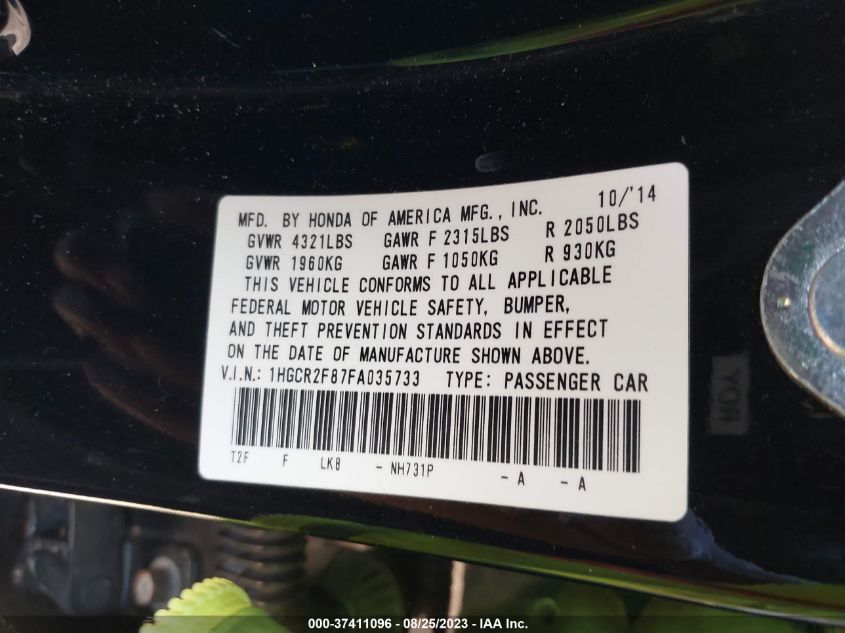 MFD. BY HONDA OF AMERICA MFG., INC. 10/'14
GVWR 4321LBS GAWR F 2315LBS R 2050LBS
GVWR 1960KG GAWR F 1050KG R 930KG
THIS VEHICLE CONFORMS TO ALL APPLICABLE
FEDERAL MOTOR VEHICLE SAFETY, BUMPER,
AND THEFT PREVENTION STANDARDS IN EFFECT
ON THE DATE OF MANUFACTURE SHOWN ABOVE.
V.I.N.: 1HGCR2F87FA035733 TYPE: PASSENGER CAR
T2F F LK8 - NH731P - A - A
000-37411096 - 08/25/2023 - IAA Inc.